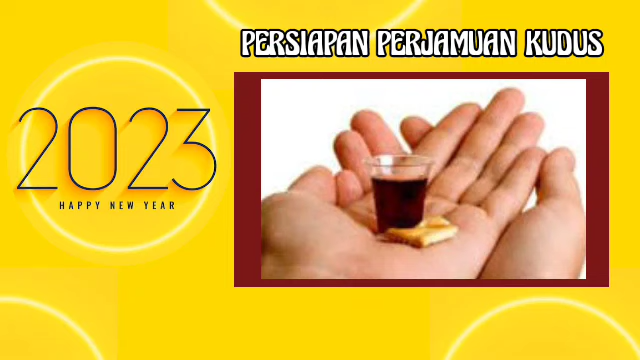 PERSIAPAN PERJAMUAN KUDUS
2023
HAPPY NEW YEAR